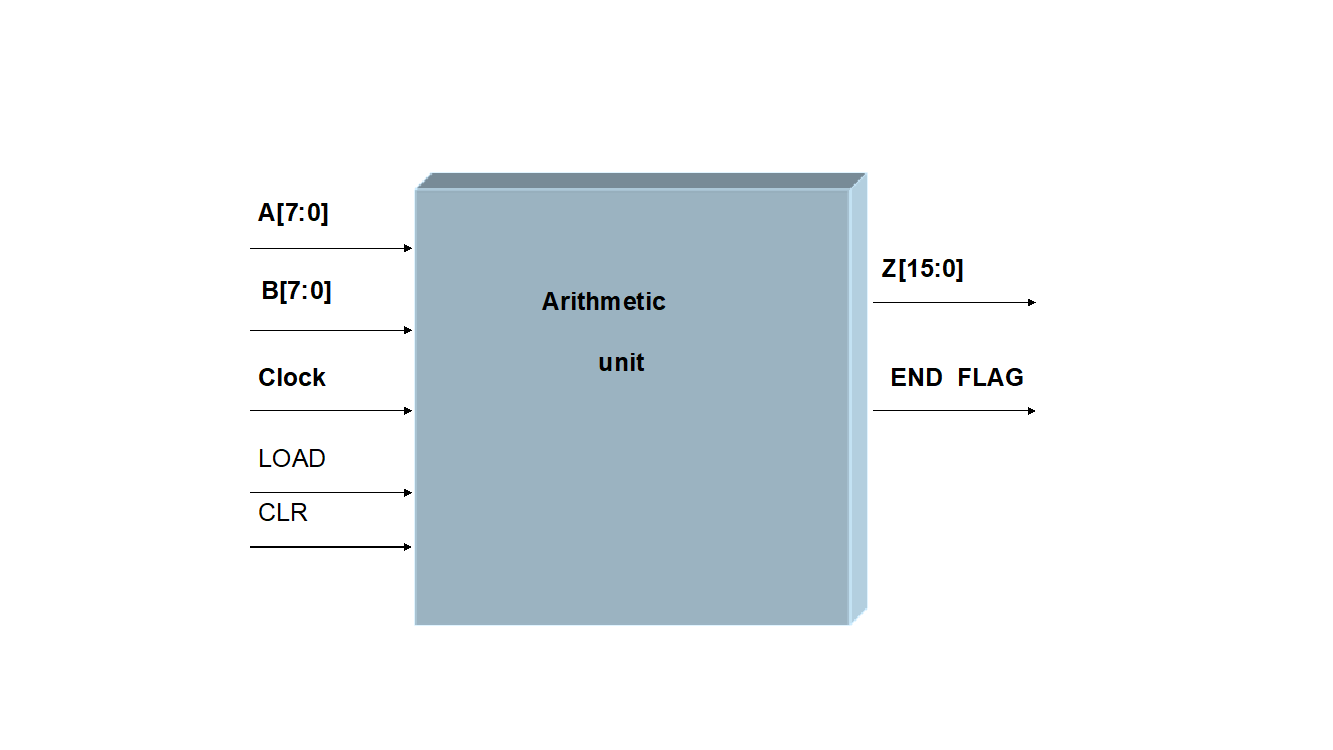 A[7:0]
B[7:0]
Clock
LOAD
CLR
Arithmetic
unit
Z[15:0]
END FLAG